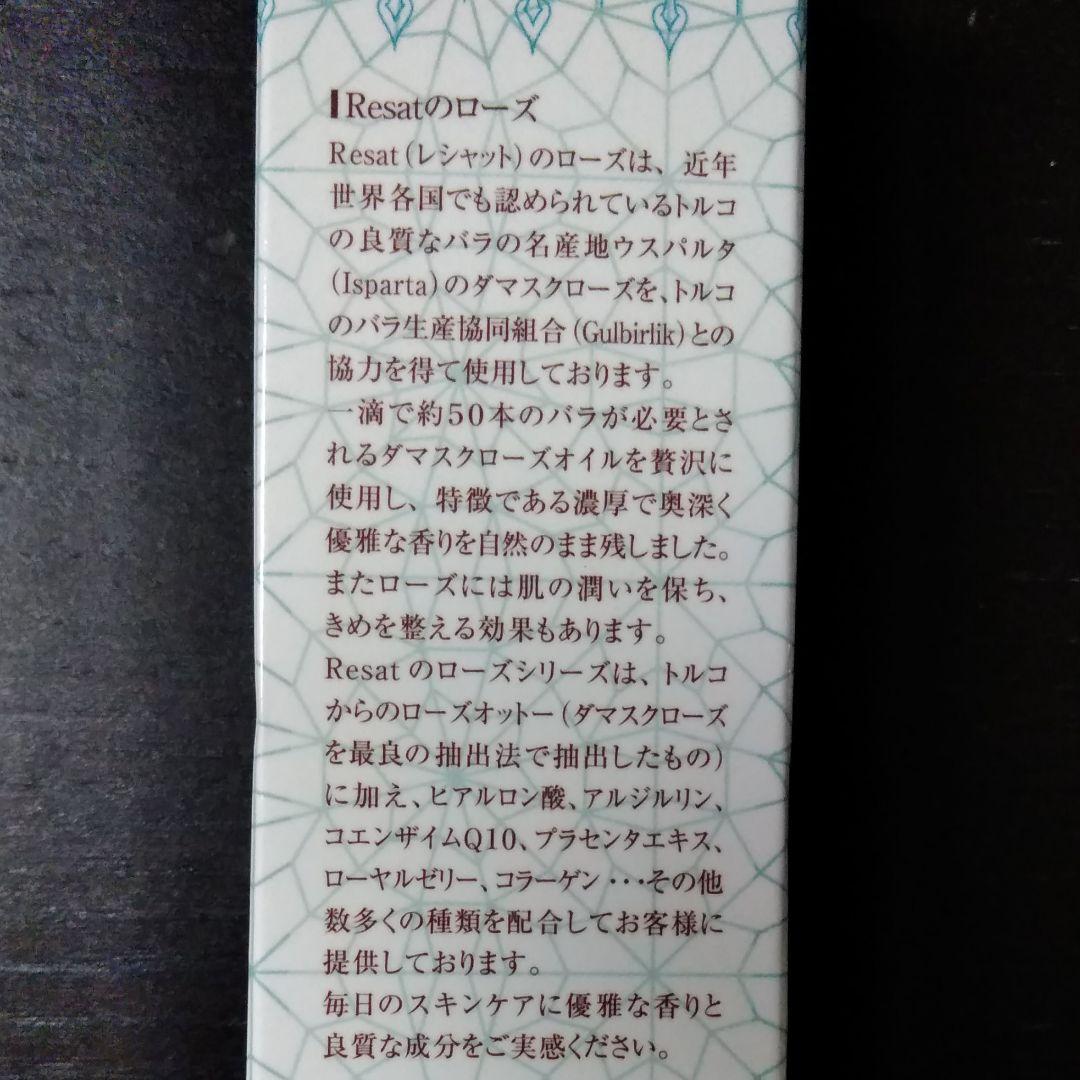 Resatのローズ
Resat(レシャット)のローズは、近年
世界各国でも認められているトルコ
の良質なバラの名産地ウスパルタ
(Isparta)のダマスクローズを、トルコ
のバラ生産協同組合(Gulbirlik)との
協力を得て使用しております。
一滴で約50本のバラが必要とさ
れるダマスクローズオイルを贅沢に
使用し、特徴である濃厚で奥深く
優雅な香りを自然のまま残しました。
またローズには肌の潤いを保ち、
きめを整える効果もあります。
Resat のローズシリーズは、トルコ
からのローズオットー(ダマスクローズ
を最良の抽出法で抽出したもの)
に加え、ヒアルロン酸、アルジルリン、
コエンザイムQ10、プラセンタエキス、
ローヤルゼリー、コラーゲン・・・その他
数多くの種類を配合してお客様に
提供しております。
毎日のスキンケアに優雅な香りと
良質な成分をご実感ください。